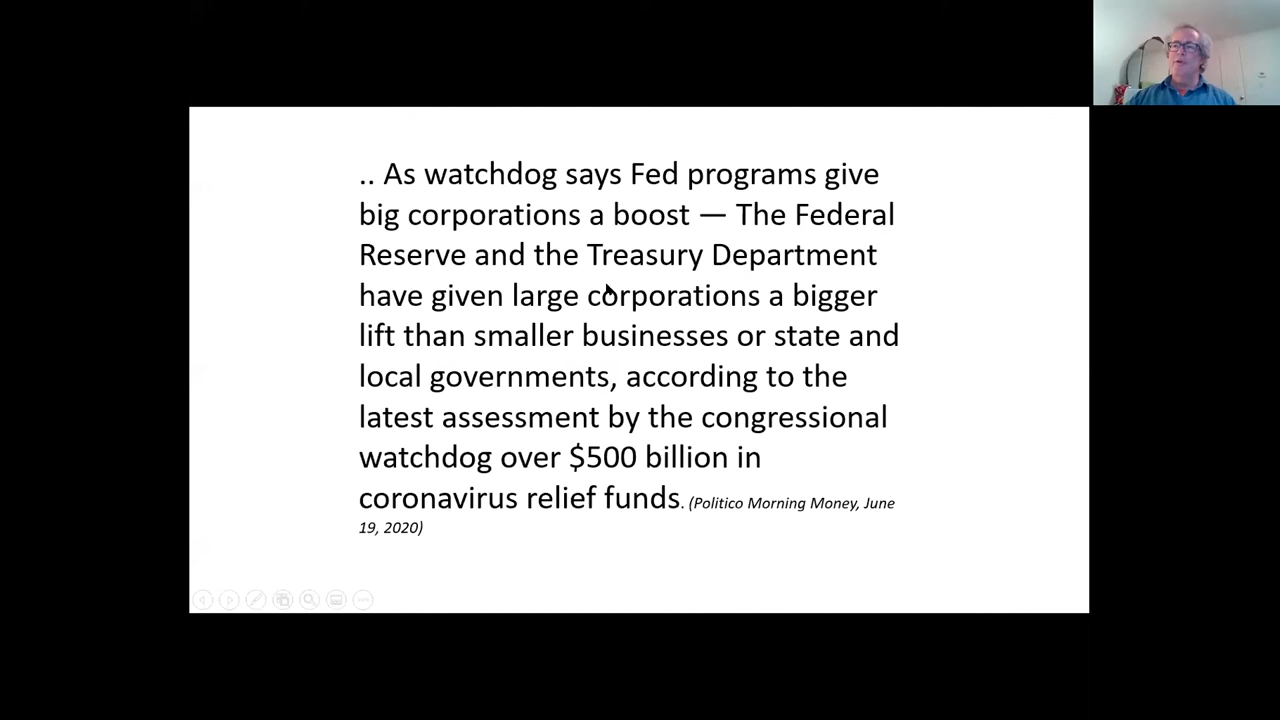 .. As watchdog says Fed programs give
big corporations a boost — The Federal
Reserve and the Treasury Department
have given large corporations a bigger
lift than smaller businesses or state and
local governments, according to the
latest assessment by the congressional
watchdog over $500 billion in
coronavirus relief funds. (Politico Morning Money, June
19, 2020)